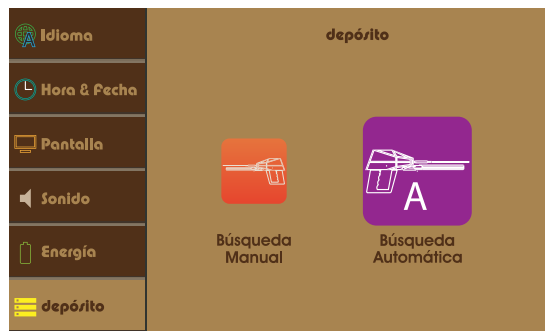 Idioma
Hora & Fecha
Pantalla
Sonido
Energía
depósito
depósito
A
Búsqueda
Manual
Búsqueda
Automática